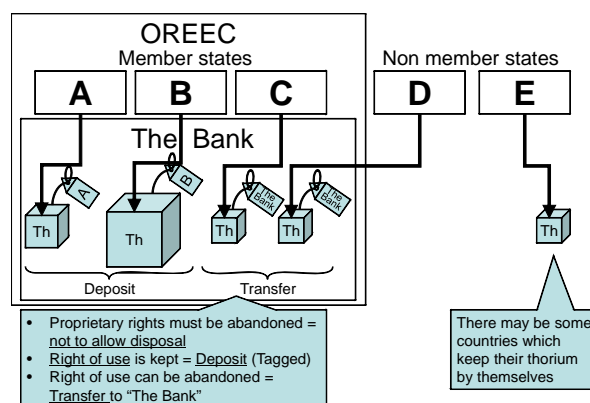 OREEC
Member states
Non member states
A B C D E
The Bank
A
B
The Bank
The Bank
Th
Th
Th
Th
Th
Deposit
Transfer
• Proprietary rights must be abandoned =
not to allow disposal
• Right of use is kept = Deposit (Tagged)
• Right of use can be abandoned =
Transfer to “The Bank”
There may be some
countries which
keep their thorium
by themselves